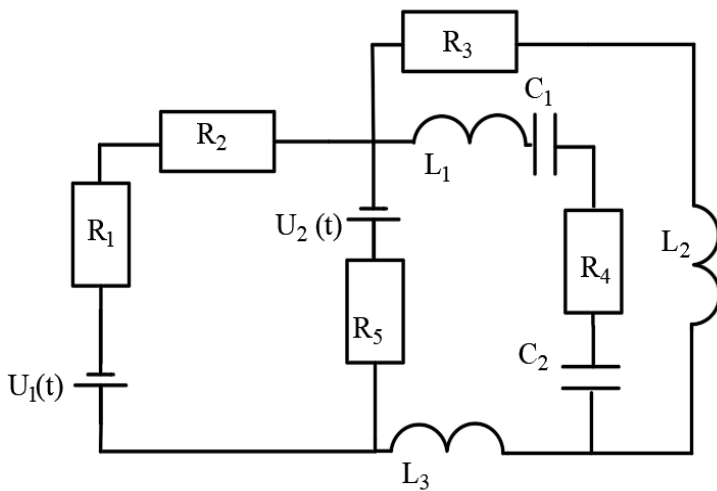 R₃
C₁
R₂
L₁
R₁
U₂ (t)
R₄
L₂
R₅
C₂
U₁(t)
L₃